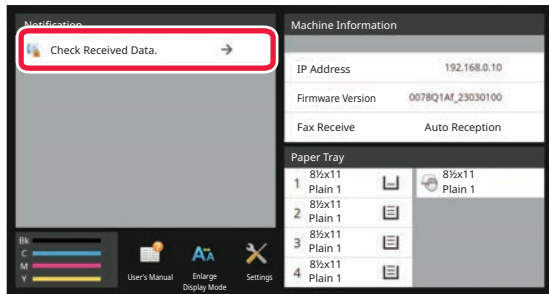 Notification
Check Received Data.
Machine Information
IP Address 192.168.0.10
Firmware Version 0078Q1Af_23030100
Fax Receive Auto Reception
Paper Tray
1 8½x11
Plain 1
8½x11
Plain 1
2 8½x11
Plain 1
3 8½x11
Plain 1
4 8½x11
Plain 1
Bk
C
M
Y
User's Manual
Enlarge
Display Mode
Settings